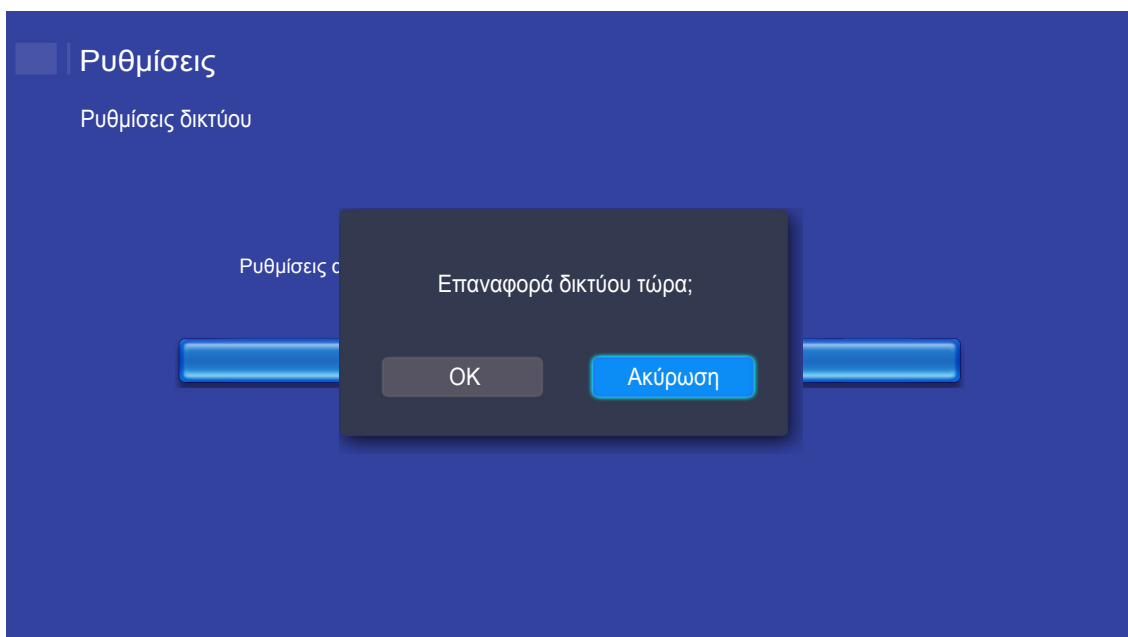 Ρυθμίσεις
Ρυθμίσεις δικτύου
Ρυθμίσεις
Επαναφορά δικτύου τώρα;
OK
Ακύρωση